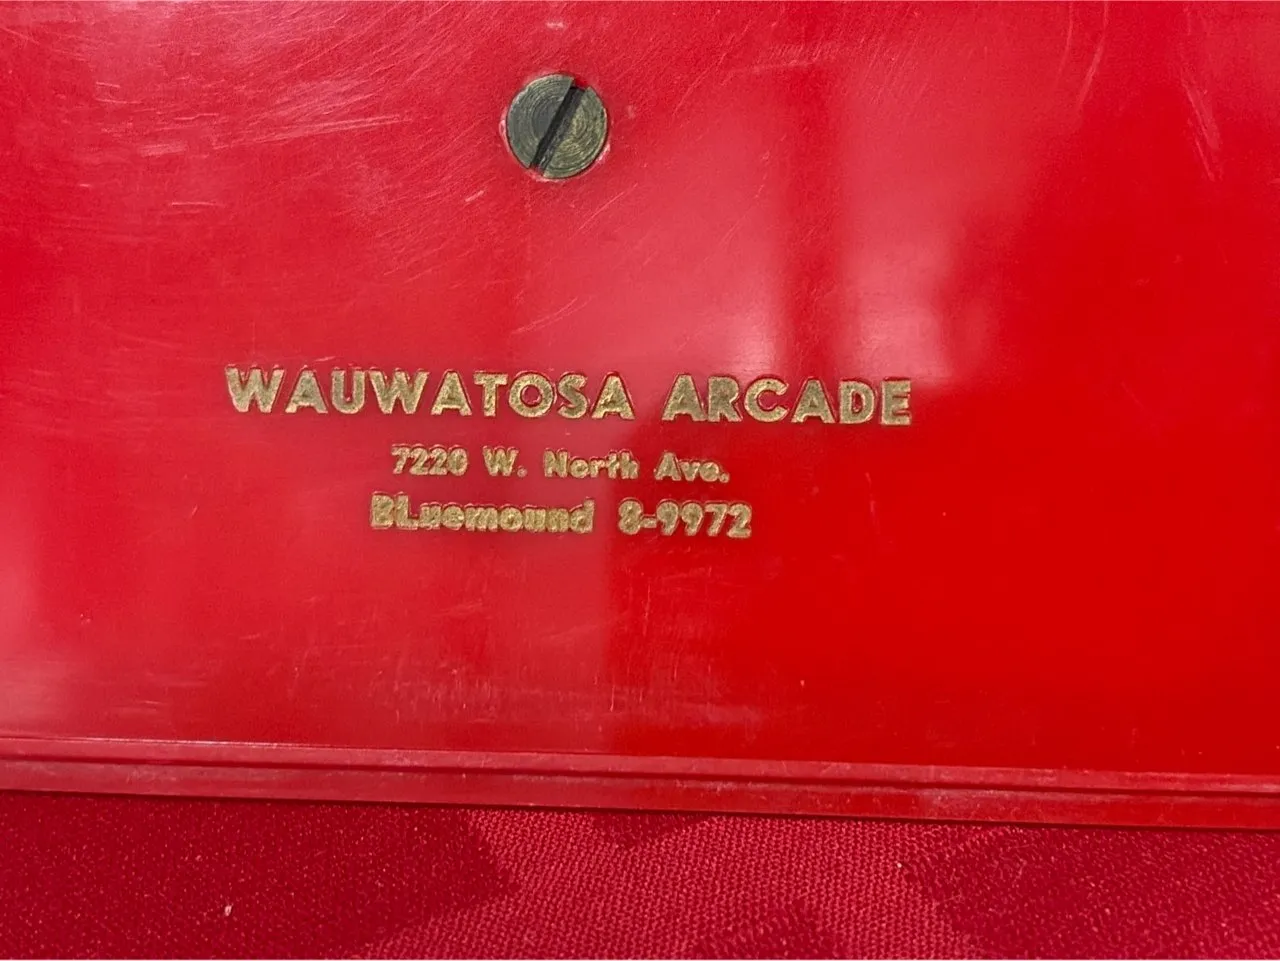 WAUWATOSA ARCADE
7220 W. North Ave.
BLuemound 8-9972